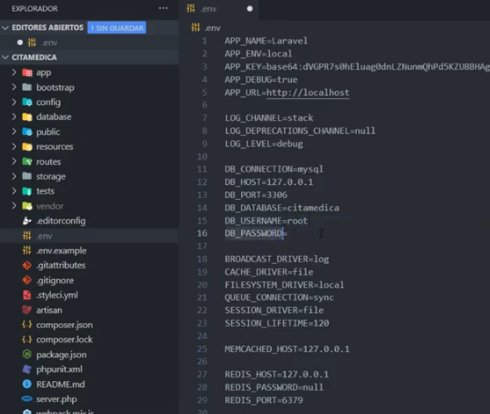 EXPLORADOR
EDITORES ABIERTOS 1 SIN GUARDAR
.env
CITAMEDICA
app
bootstrap
config
database
public
resources
routes
storage
tests
vendor
.editorconfig
.env
.env.example
.gitattributes
.gitignore
.styleci.yml
artisan
composer.json
composer.lock
package.json
phpunit.xml
README.md
server.php
webpack.mix.js
.env
.env
1 APP_NAME=Laravel
2 APP_ENV=local
3
4 APP_DEBUG=true
5 APP_URL=http://localhost
6
7 LOG_CHANNEL=stack
8 LOG_DEPRECATIONS_CHANNEL=null
9 LOG_LEVEL=debug
10
11 DB_CONNECTION=mysql
12 DB_HOST=127.0.0.1
13 DB_PORT=3306
14 DB_DATABASE=citamedica
15 DB_USERNAME=root
16 DB_PASSWORD=
17
18 BROADCAST_DRIVER=log
19 CACHE_DRIVER=file
20 FILESYSTEM_DRIVER=local
21 QUEUE_CONNECTION=sync
22 SESSION_DRIVER=file
23 SESSION_LIFETIME=120
24
25 MEMCACHED_HOST=127.0.0.1
26
27 REDIS_HOST=127.0.0.1
28 REDIS_PASSWORD=null
29 REDIS_PORT=6379